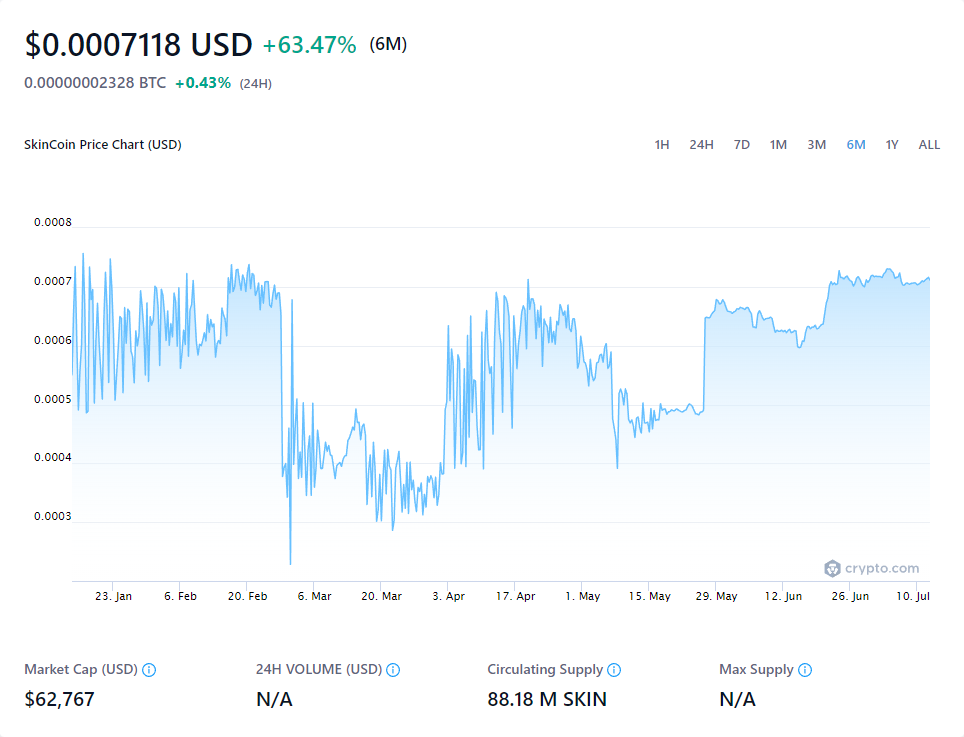 $0.0007118 USD +63.47% (6M)
0.00000002328 BTC +0.43% (24H)
SkinCoin Price Chart (USD) 1H 24H 7D 1M 3M 6M 1Y ALL
0.0008
0.0007
0.0006
0.0005
0.0004
0.0003
crypto.com
23. Jan 6. Feb 20. Feb 6. Mar 20. Mar 3. Apr 17. Apr 1. May 15. May 29. May 12. Jun 26. Jun 10. Jul
Market Cap (USD) 24H VOLUME (USD) Circulating Supply Max Supply
$62,767 N/A 88.18 M SKIN N/A